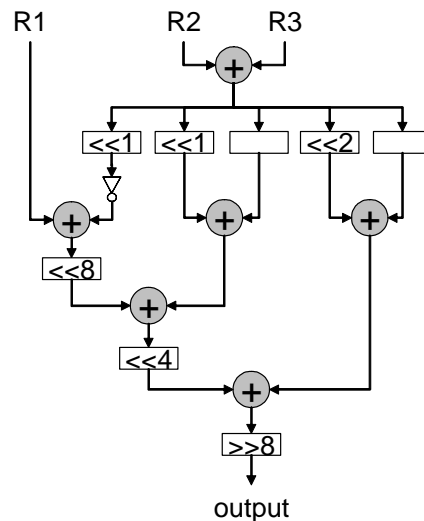 R1 R2 R3
+
<<1 <<1 <<2
+ + +
<<8
+
<<4
+
>>8
output